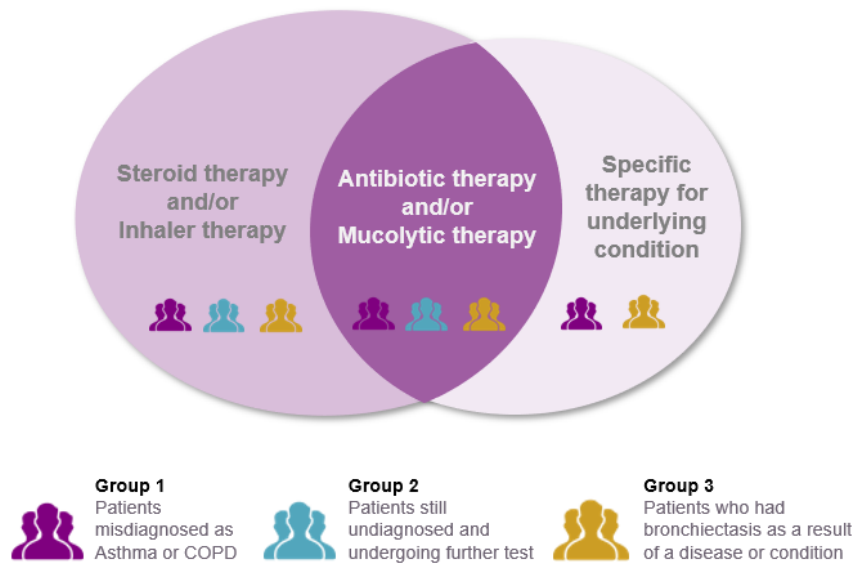 Steroid therapy
and/or
Inhaler therapy
Antibiotic therapy
and/or
Mucolytic therapy
Specific
therapy for
underlying
condition
Group 1
Patients
misdiagnosed as
Asthma or COPD
Group 2
Patients still
undiagnosed and
undergoing further test
Group 3
Patients who had
bronchiectasis as a result
of a disease or condition